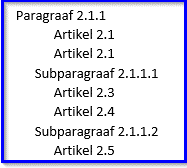 Paragraaf 2.1.1
Artikel 2.1
Artikel 2.1
Subparagraaf 2.1.1.1
Artikel 2.3
Artikel 2.4
Subparagraaf 2.1.1.2
Artikel 2.5